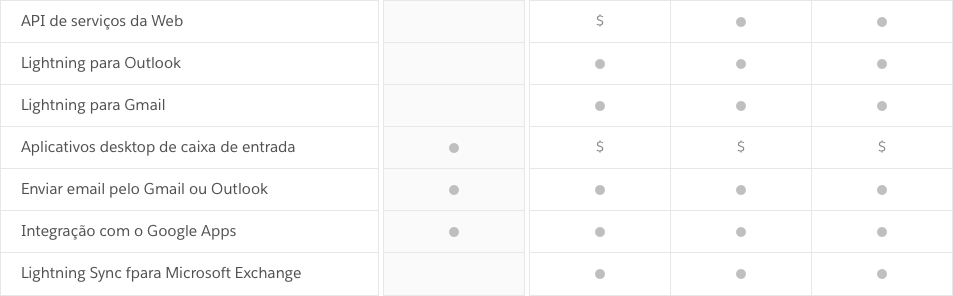 API de serviços da Web $
Lightning para Outlook
Lightning para Gmail
Aplicativos desktop de caixa de entrada $ $ $
Enviar email pelo Gmail ou Outlook
Integração com o Google Apps
Lightning Sync fpara Microsoft Exchange